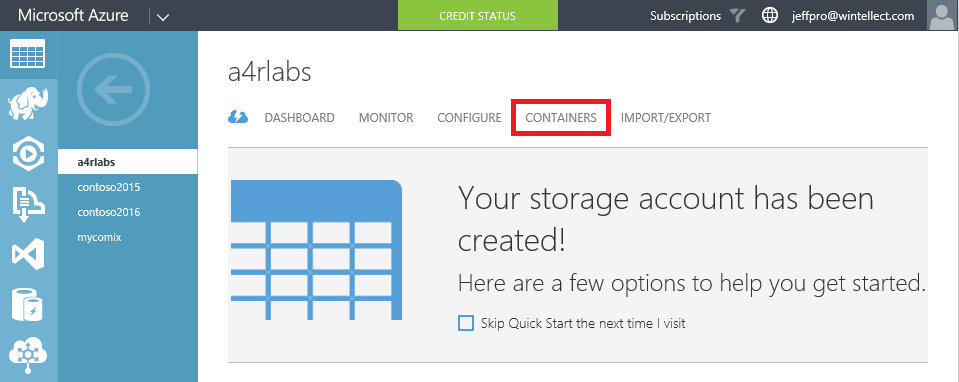 Microsoft Azure
CREDIT STATUS
Subscriptions
jeffpro@wintellect.com
a4rlabs
contoso2015
contoso2016
mycomix
a4rlabs
DASHBOARD MONITOR CONFIGURE CONTAINERS IMPORT/EXPORT
Your storage account has been
created!
Here are a few options to help you get started.
Skip Quick Start the next time I visit